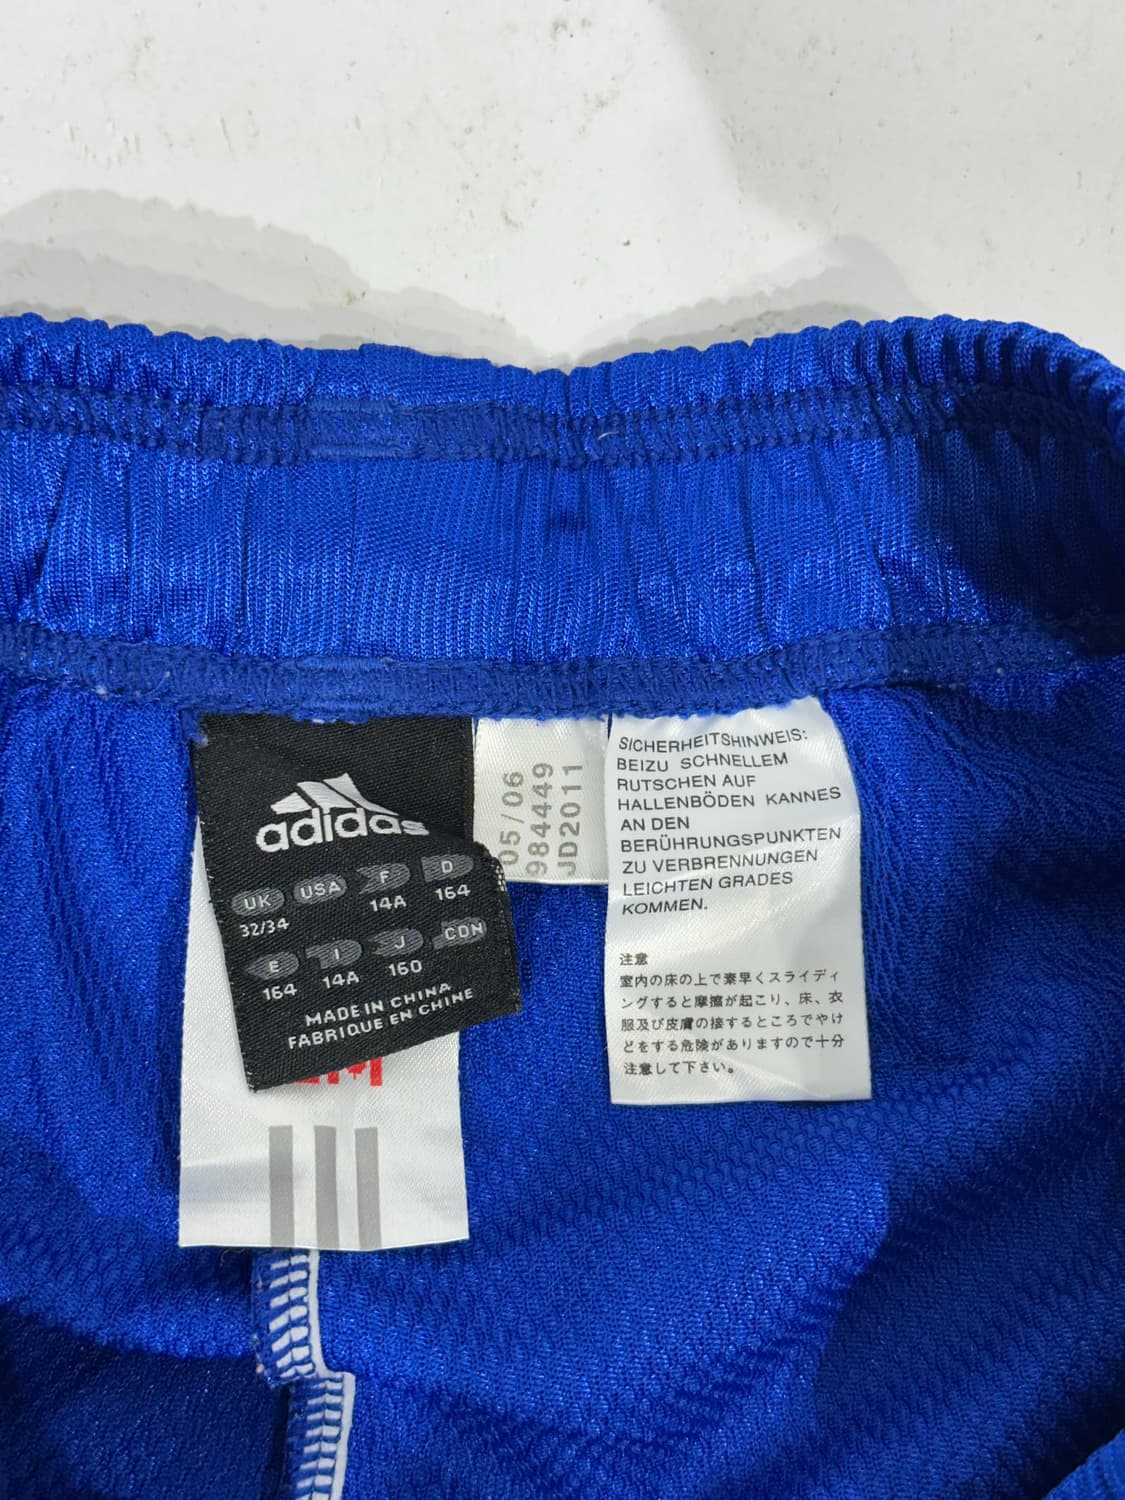 adidas
UK USA F D
32/34 14A 164
E I J CDN
164 14A 160
MADE IN CHINA
FABRIQUE EN CHINE
05/06
984449
JD2011
SICHERHEITSHINWEIS:
BEIZU SCHNELLEM
RUTSCHEN AUF
HALLENBÖDEN KANNES
AN DEN
BERÜHRUNGSPUNKTEN
ZU VERBRENNUNGEN
LEICHTEN GRADES
KOMMEN.
注意
室内の床の上で素早くスライディ
ングすると摩擦が起こり、床、衣
服及び皮膚の接するところでやけ
どをする危険がありますので十分
注意して下さい。